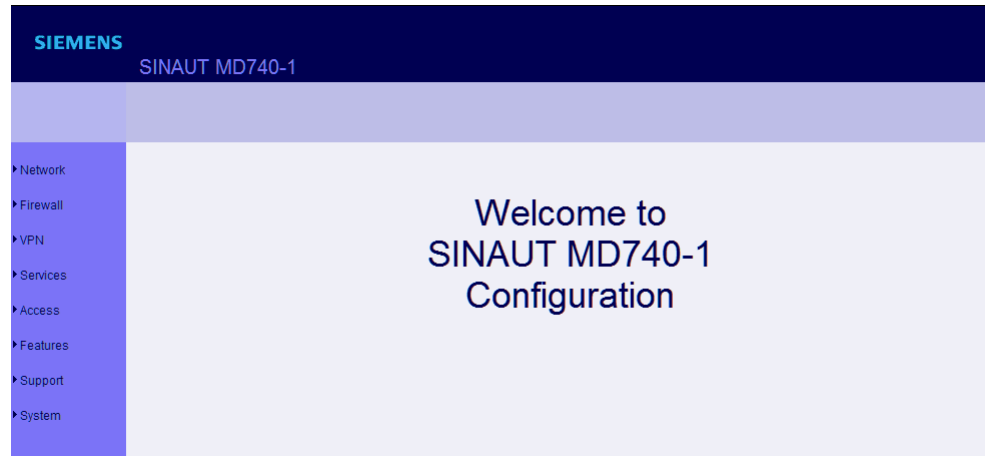 SIEMENS
SINAUT MD740-1
Network
Firewall
VPN
Services
Access
Features
Support
System
Welcome to
SINAUT MD740-1
Configuration